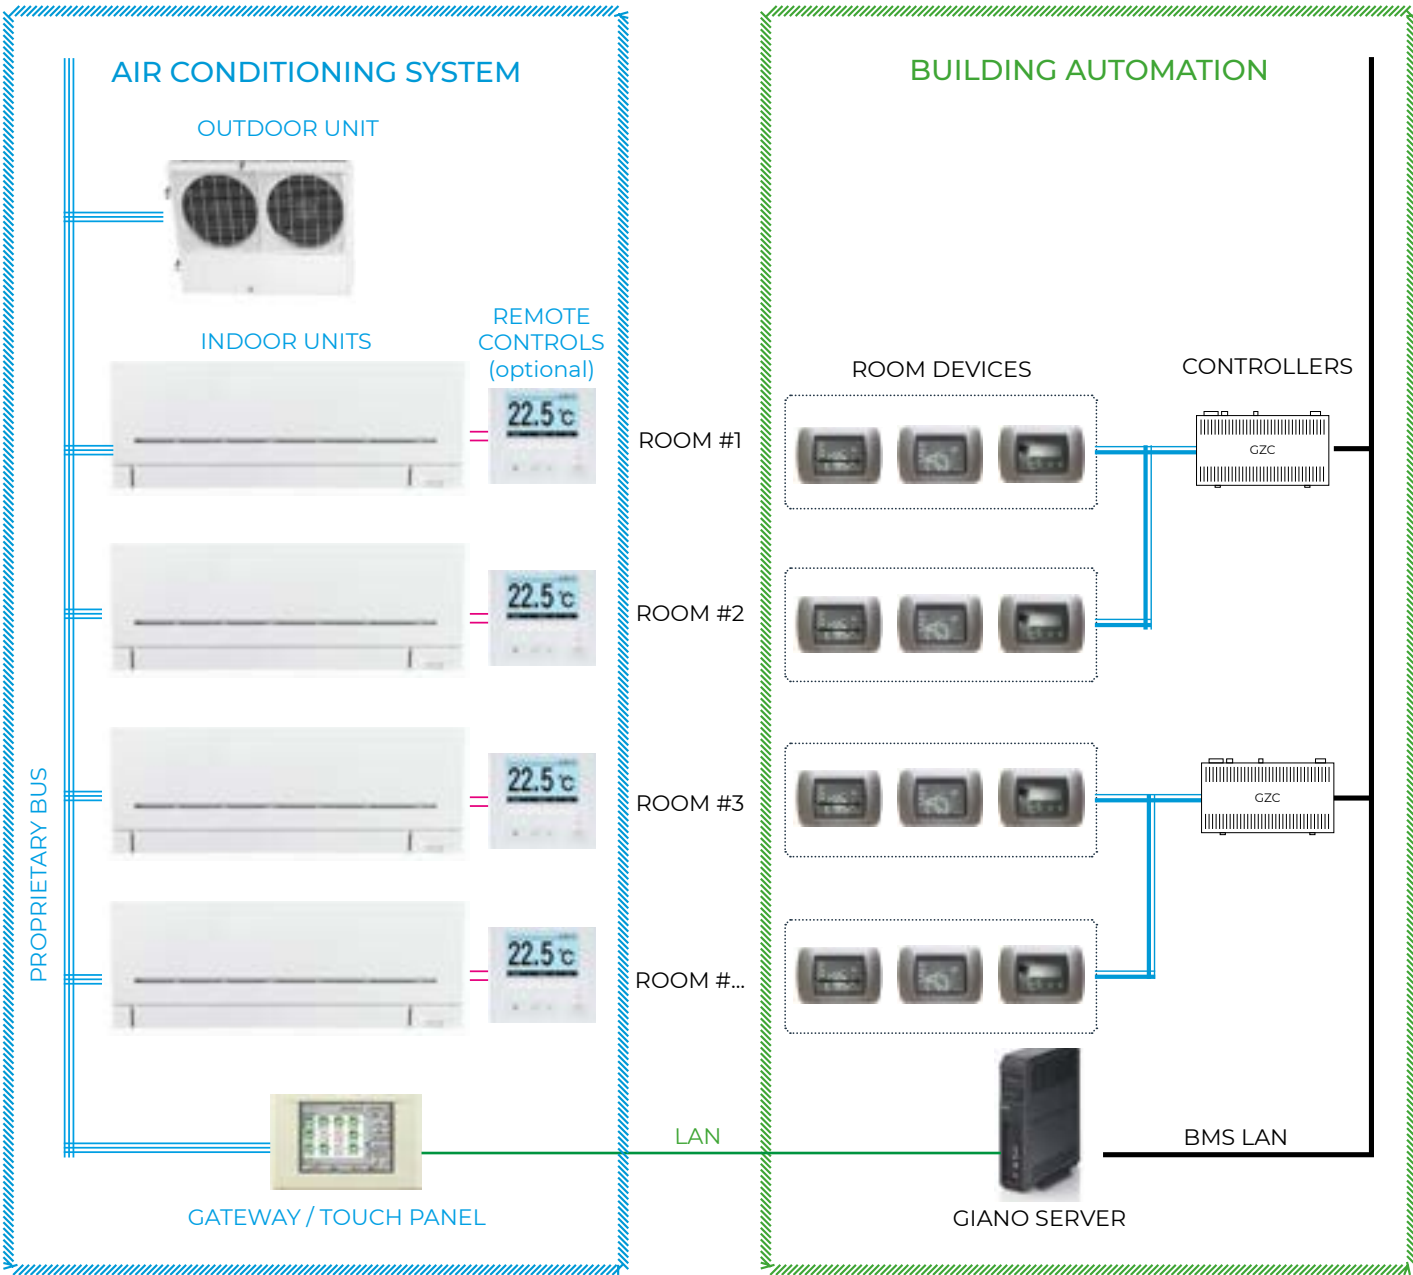 AIR CONDITIONING SYSTEM
BUILDING AUTOMATION
OUTDOOR UNIT
INDOOR UNITS
REMOTE
CONTROLS
(optional)
ROOM DEVICES
CONTROLLERS
22.5 °C
ROOM #1
GZC
22.5 °C
ROOM #2
22.5 °C
ROOM #3
GZC
22.5 °C
ROOM #...
PROPRIETARY BUS
LAN
BMS LAN
GATEWAY / TOUCH PANEL
GIANO SERVER